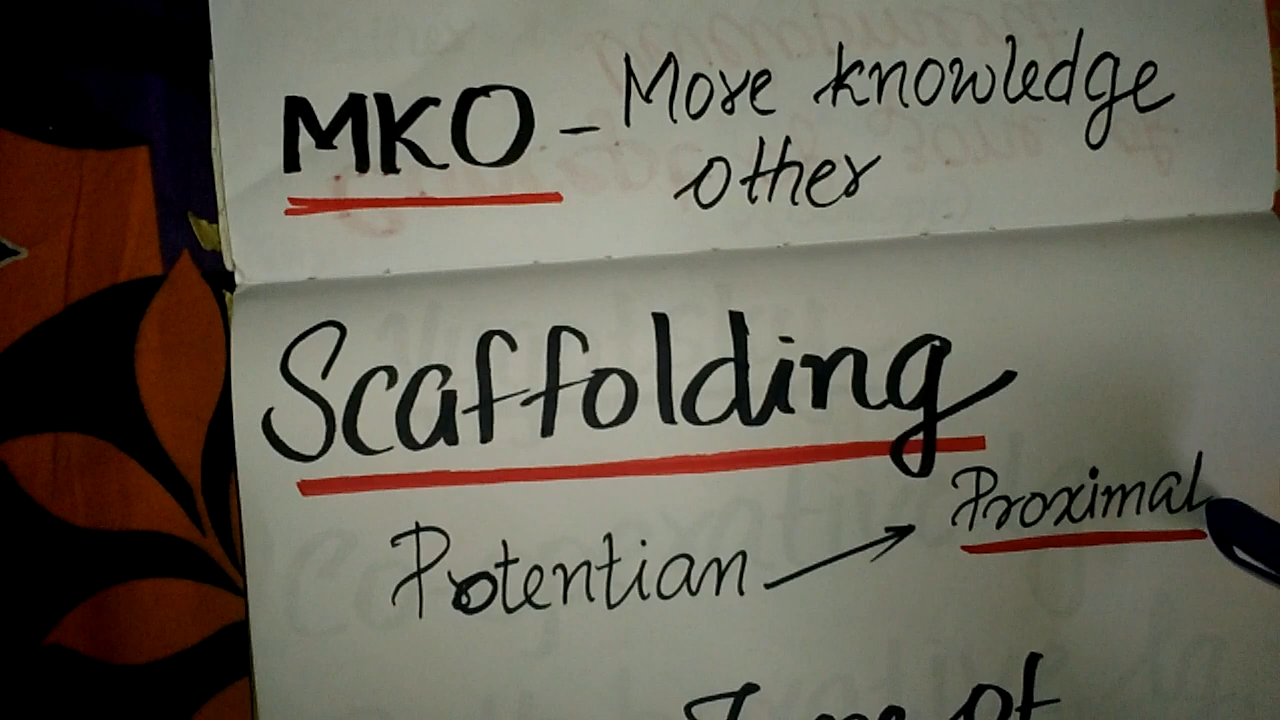 MKO - More knowledge
other
Scaffolding
Potentian → Proximal